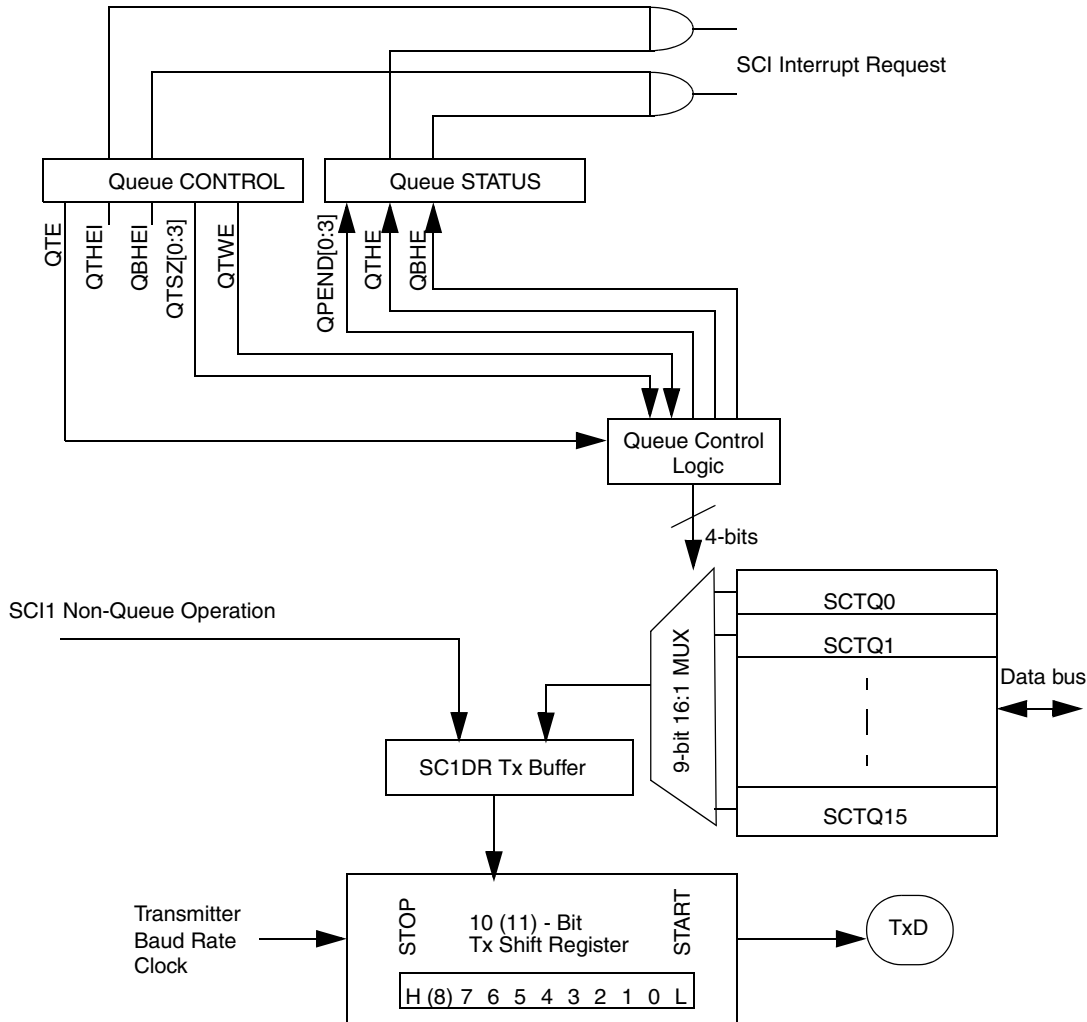 SCI Interrupt Request
Queue CONTROL
Queue STATUS
QTE
QTHEI
QBHEI
QTSZ[0:3]
QTWE
QPEND[0:3]
QTHE
QBHE
Queue Control
Logic
4-bits
SCI1 Non-Queue Operation
9-bit 16:1 MUX
SCTQ0
SCTQ1
SCTQ15
Data bus
SC1DR Tx Buffer
Transmitter
Baud Rate
Clock
STOP
10 (11) - Bit
Tx Shift Register
START
H (8) 7 6 5 4 3 2 1 0 L
TxD